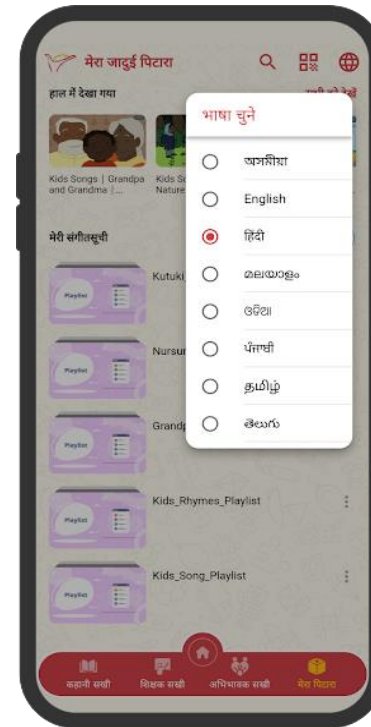 मेरा जादुई पिटारा
हाल में देखा गया
भाषा चुने
অসমীয়া
English
हिंदी
മലയാളം
ଓଡିଆ
ਪੰਜਾਬੀ
தமிழ்
తెలుగు
Kids Songs | Grandpa
and Grandma |...
Kids
Nature
मेरी संगीतसूची
Playlist
Kutuki
Playlist
Nursur
Playlist
Grandp
Playlist
Kids_Rhymes_Playlist
Playlist
Kids_Song_Playlist
कहानी सखी
शिक्षक सखी
अभिभावक सखी
मेरा पिटारा